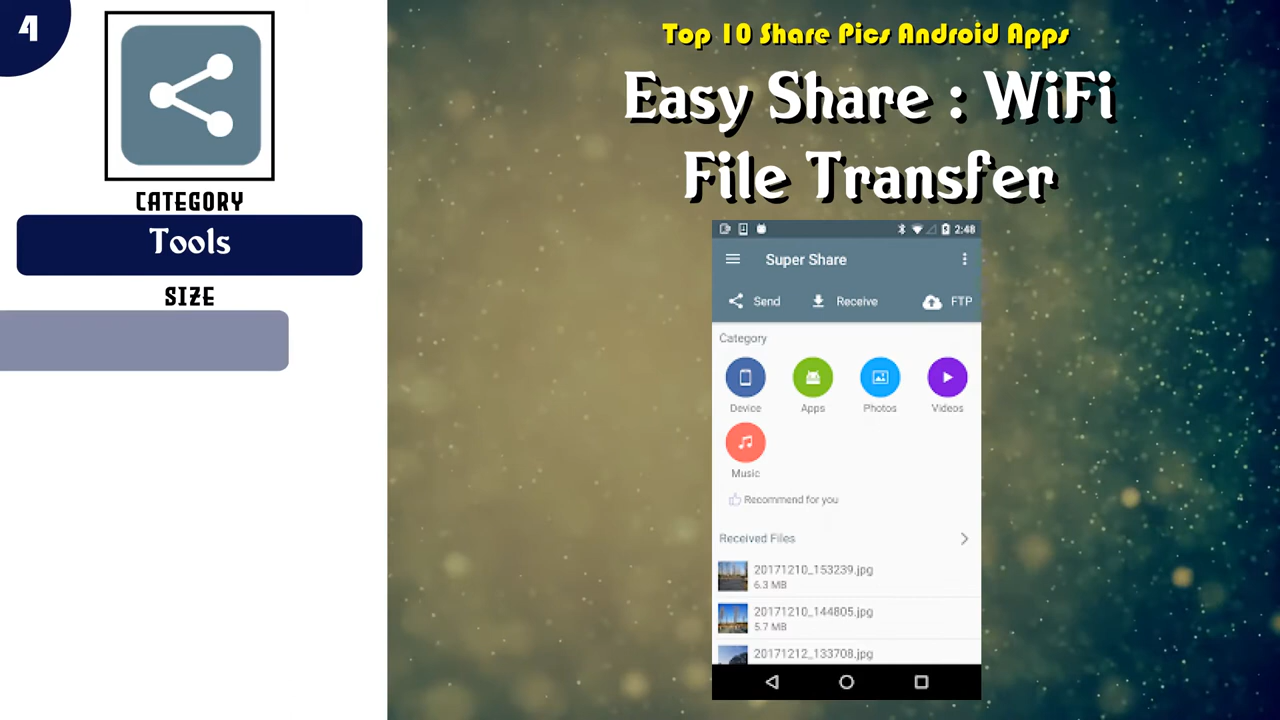 4
CATEGORY
Tools
SIZE
Top 10 Share Pics Android Apps
Easy Share : WiFi
File Transfer
2:48
Super Share
Send Receive FTP
Category
Device Apps Photos Videos
Music
Recommend for you
Received Files
20171210_153239.jpg
6.3 MB
20171210_144805.jpg
5.7 MB
20171212_133708.jpg